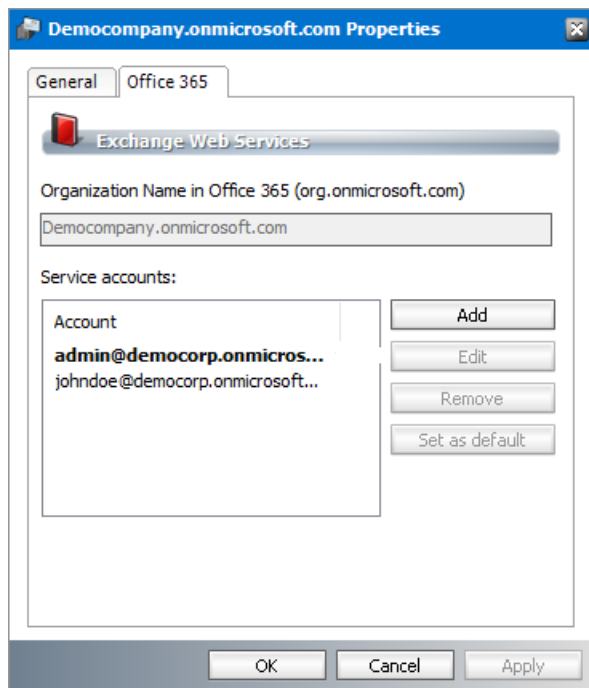 Democompany.onmicrosoft.com Properties
General Office 365
Exchange Web Services
Organization Name in Office 365 (org.onmicrosoft.com)
Democompany.onmicrosoft.com
Service accounts:
Account
admin@democorp.onmicros...
johndoe@democorp.onmicrosoft...
Add
Edit
Remove
Set as default
OK Cancel Apply